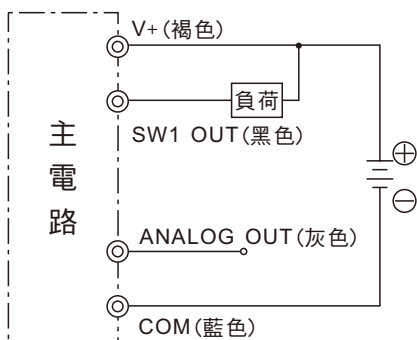 V+(褐色)
負荷
SW1 OUT(黑色)
主電路
ANALOG OUT(灰色)
COM(藍色)